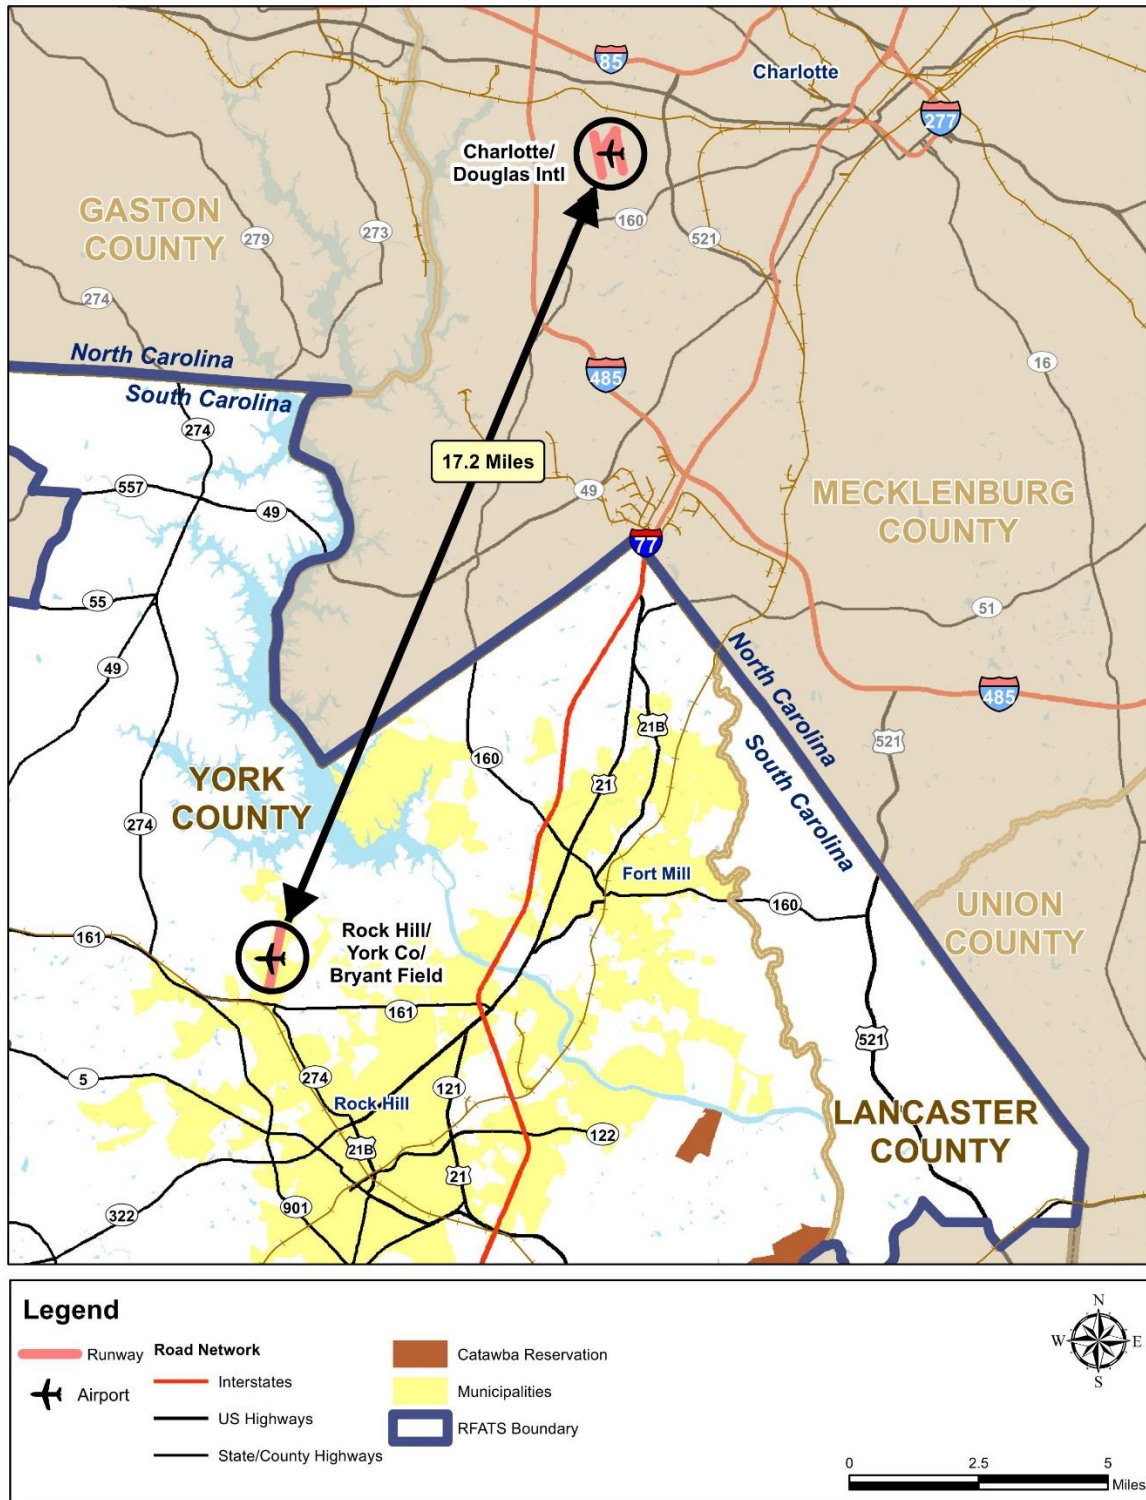 85
Charlotte
277
Charlotte/
Douglas Intl
GASTON
COUNTY
279
273
160
521
274
North Carolina
South Carolina
485
16
274
17.2 Miles
557
49
49
MECKLENBURG
COUNTY
77
55
51
49
North Carolina
South Carolina
485
21B
521
160
21
YORK
COUNTY
274
Fort Mill
160
UNION
COUNTY
161
Rock Hill/
York Co/
Bryant Field
161
521
5
274
121
Rock Hill
LANCASTER
COUNTY
21B
122
21
322
901
Legend
Runway
Airport
Road Network
Interstates
US Highways
State/County Highways
Catawba Reservation
Municipalities
RFATS Boundary
N
W
E
S
0
2.5
5
Miles